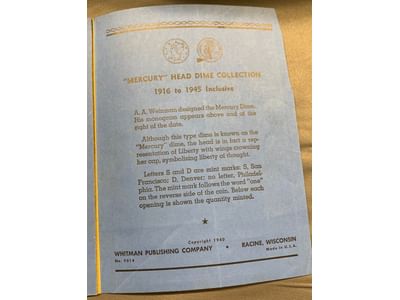 "MERCURY" HEAD DIME COLLECTION
1916 to 1945 Inclusive
A. A. Weinman designed the Mercury Dime.
His monogram appears above and at the
right of the date.
Although this type dime is known as the
"Mercury" dime, the head is in fact a rep-
resentation of Liberty with wings crowning
her cap, symbolizing liberty of thought.
Letters S and D are mint marks: S, San
Francisco; D, Denver; no letter, Philadel-
phia. The mint mark follows the word "one"
on the reverse side of the coin. Below each
opening is shown the quantity minted.
Copyright 1940
WHITMAN PUBLISHING COMPANY • RACINE, WISCONSIN
No. 9014 Made in U.S.A.